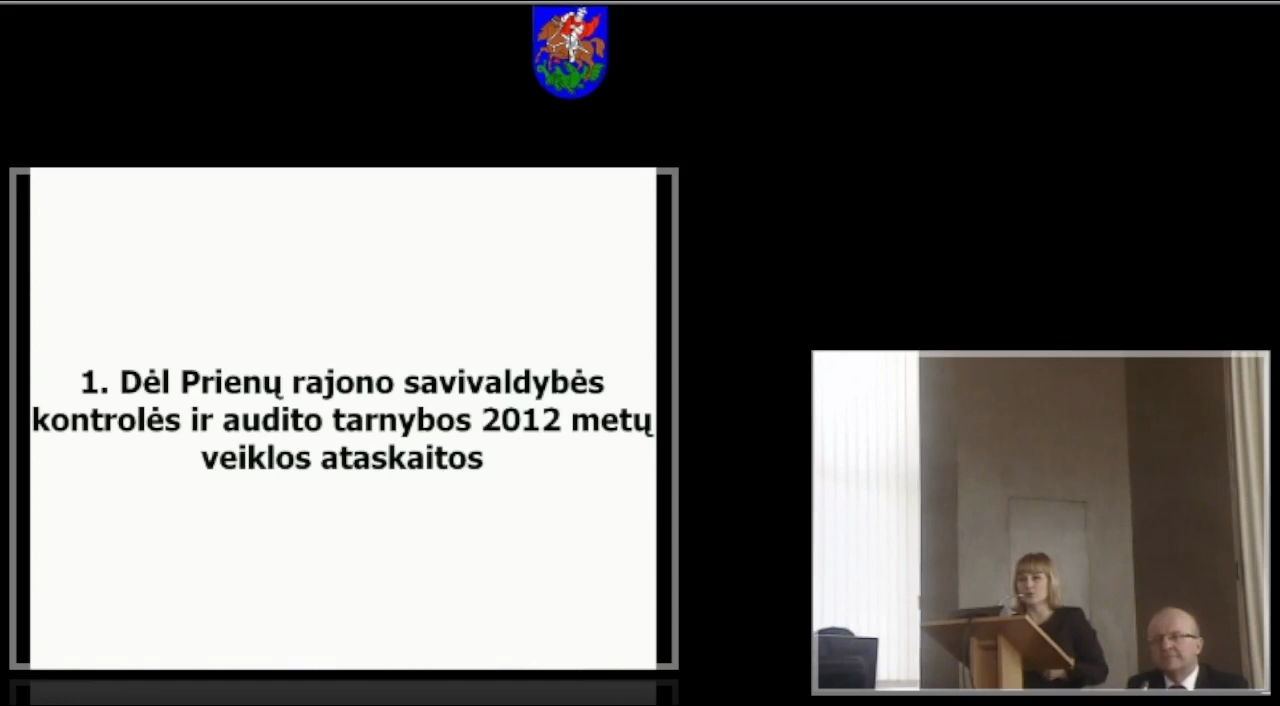 1. Dėl Prienų rajono savivaldybės
kontrolės ir audito tarnybos 2012 metų
veiklos ataskaitos